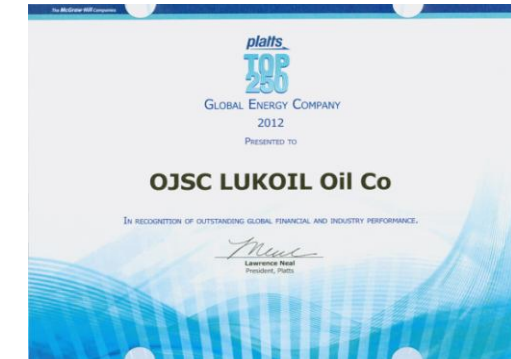 The McGraw·Hill Companies
platts
TOP
250
GLOBAL ENERGY COMPANY
2012
PRESENTED TO
OJSC LUKOIL Oil Co
IN RECOGNITION OF OUTSTANDING GLOBAL FINANCIAL AND INDUSTRY PERFORMANCE.
Lawrence Neal
President, Platts